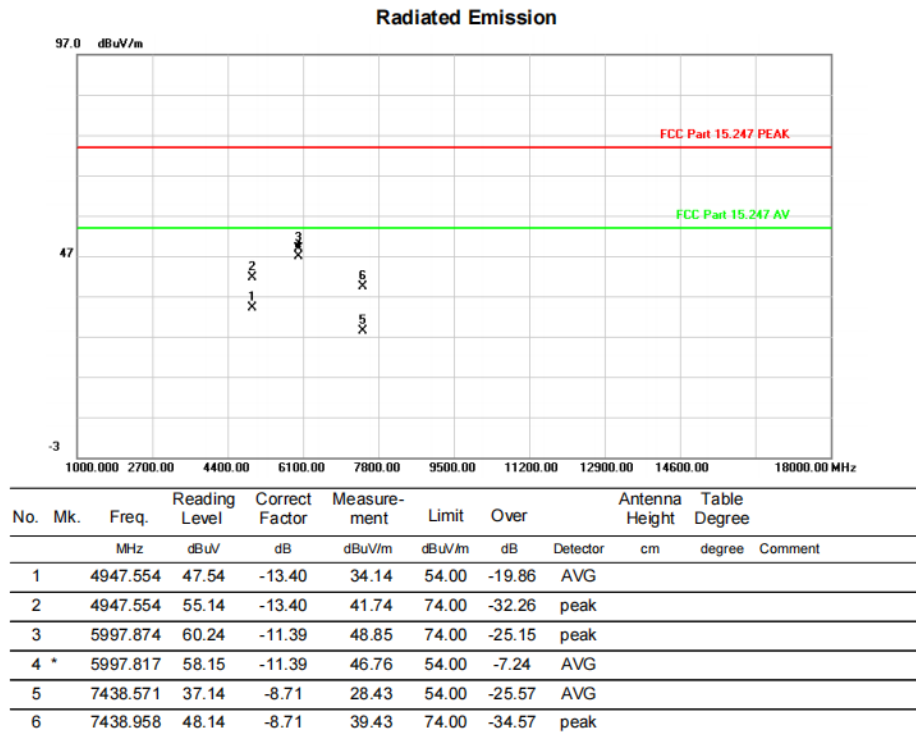 Radiated Emission
97.0 dBuV/m
FCC Part 15.247 PEAK
FCC Part 15.247 AV
3
47
2
6
1
5
-3
1000.000 2700.00 4400.00 6100.00 7800.00 9500.00 11200.00 12900.00 14600.00 18000.00 MHz
No. Mk. Freq. Reading Level Correct Factor Measure-ment Limit Over Antenna Height Table Degree
MHz dBuV dB dBuV/m dBuV/m dB Detector cm degree Comment
1 4947.554 47.54 -13.40 34.14 54.00 -19.86 AVG
2 4947.554 55.14 -13.40 41.74 74.00 -32.26 peak
3 5997.874 60.24 -11.39 48.85 74.00 -25.15 peak
4 * 5997.817 58.15 -11.39 46.76 54.00 -7.24 AVG
5 7438.571 37.14 -8.71 28.43 54.00 -25.57 AVG
6 7438.958 48.14 -8.71 39.43 74.00 -34.57 peak